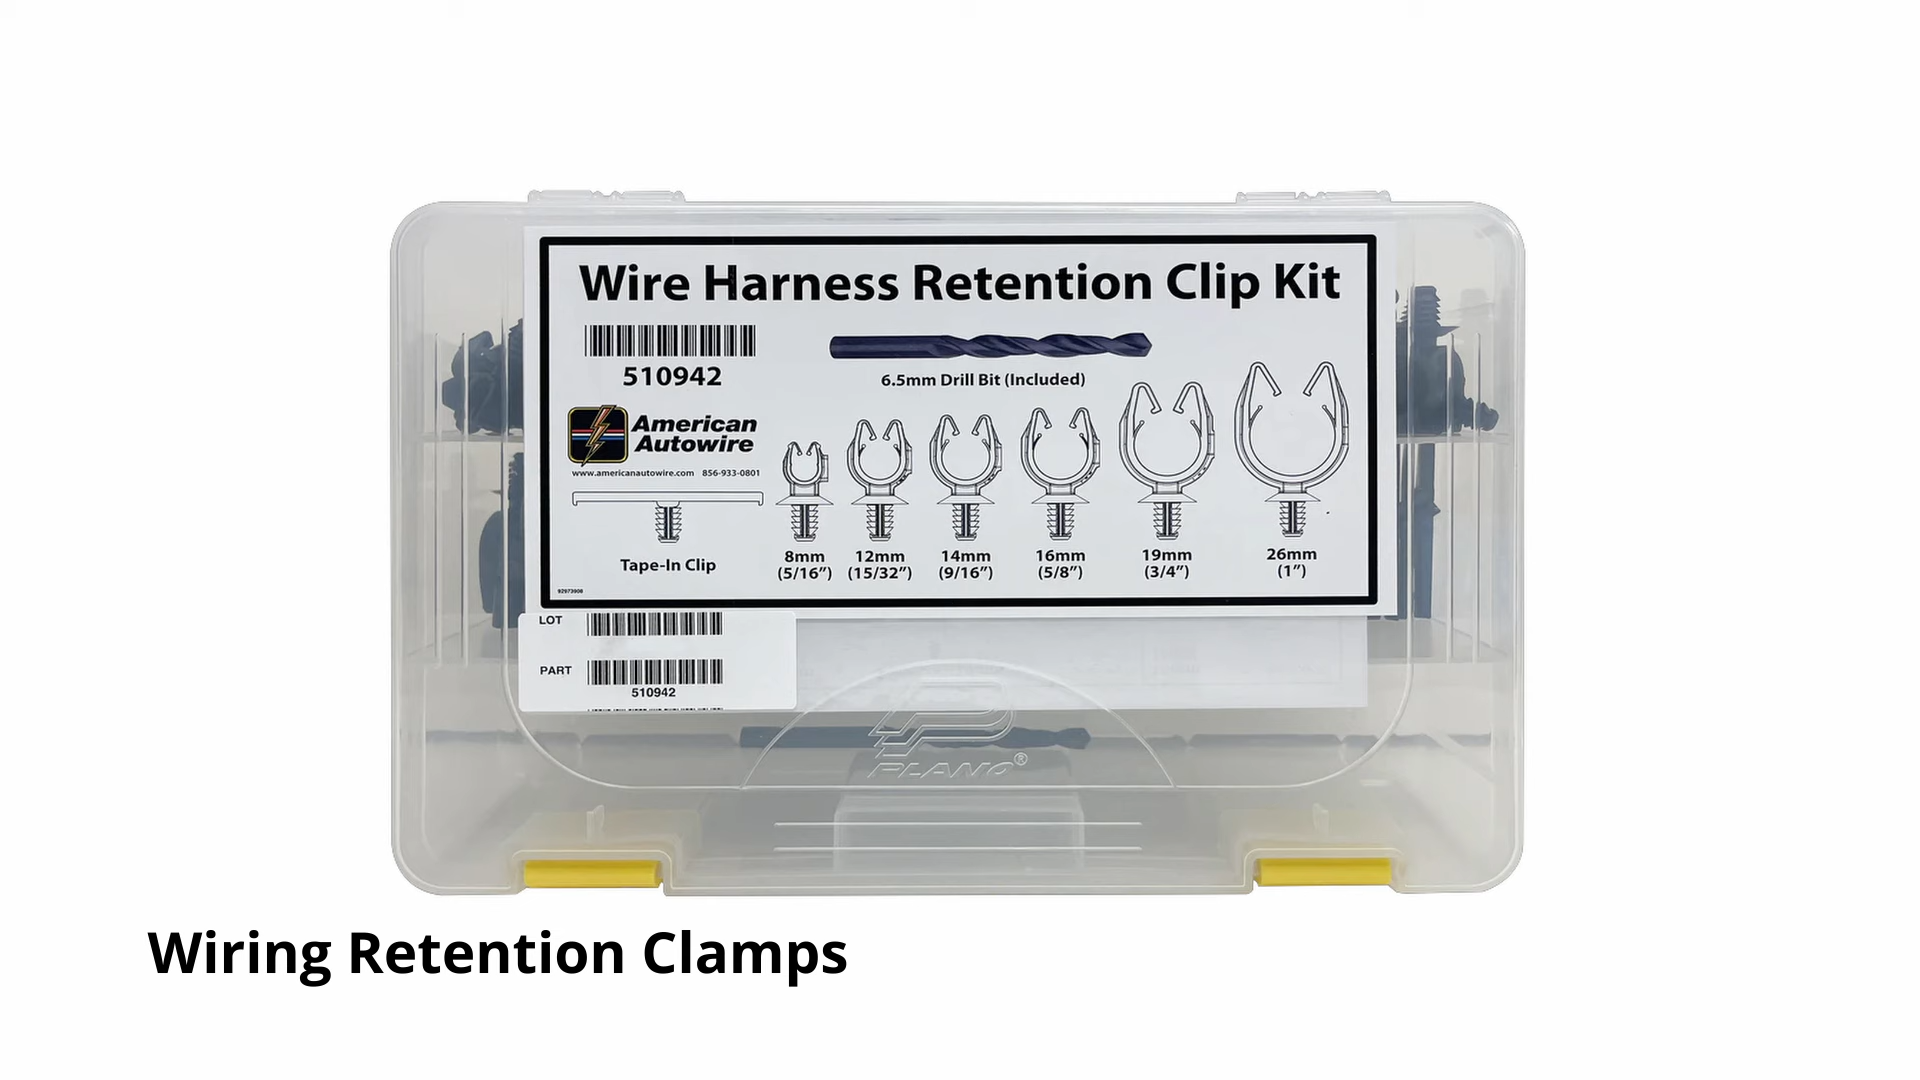 Wire Harness Retention Clip Kit
510942
6.5mm Drill Bit (Included)
American
Autowire
www.americanautowire.com 856-933-0801
Tape-In Clip
8mm
(5/16”)
12mm
(15/32”)
14mm
(9/16”)
16mm
(5/8”)
19mm
(3/4”)
26mm
(1”)
92973908
LOT
PART
510942
PLANO®
Wiring Retention Clamps